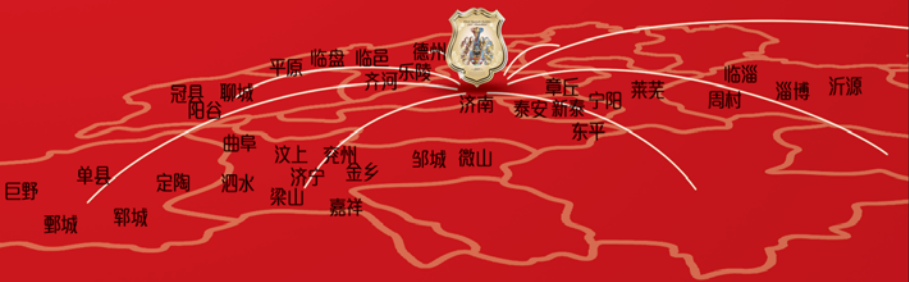 德州
临盘
临邑
平原
乐陵
齐河
临淄
章丘
莱芜
沂源
淄博
冠县
聊城
宁阳
周村
济南
泰安
新泰
阳谷
东平
曲阜
汶上
兖州
邹城
微山
金乡
单县
济宁
定陶
泗水
巨野
梁山
嘉祥
郓城
鄄城